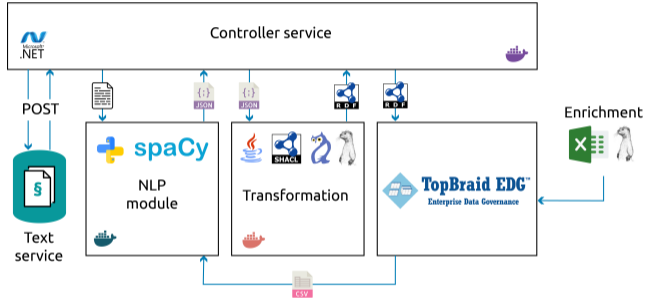 Controller service
Microsoft
.NET
POST
{:}
JSON
{:}
JSON
RDF
RDF
Enrichment
§
Text
service
spaCy
NLP
module
SHACL
Transformation
TopBraid EDG™
Enterprise Data Governance
CSV